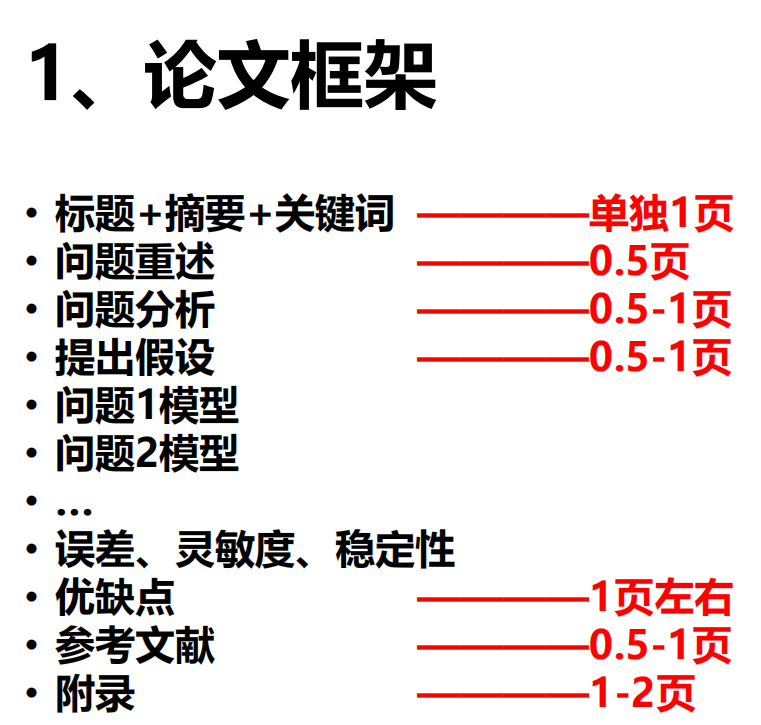 1、论文框架
• 标题+摘要+关键词 ————单独1页
• 问题重述 ————0.5页
• 问题分析 ————0.5-1页
• 提出假设 ————0.5-1页
• 问题1模型
• 问题2模型
• …
• 误差、灵敏度、稳定性
• 优缺点 ————1页左右
• 参考文献 ————0.5-1页
• 附录 ————1-2页